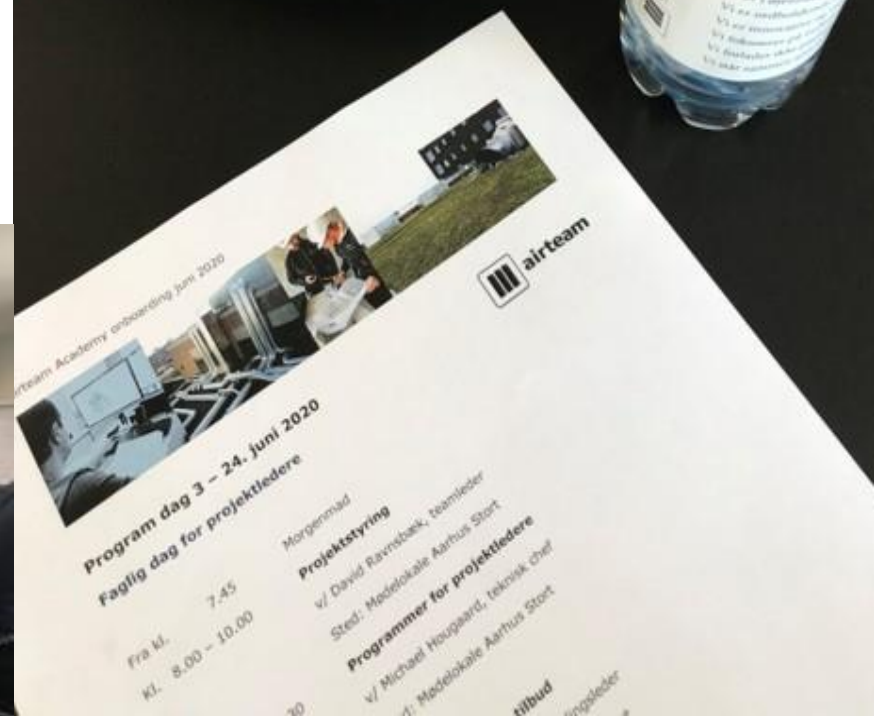 Airteam Academy onboarding juni 2020
airteam
Program dag 3 – 24. juni 2020
Faglig dag for projektledere
Fra kl. 7.45 Morgenmad
Kl. 8.00 – 10.00 Projektstyring
v/ David Ravnsbæk, teamleder
Sted: Mødelokale Aarhus Stort
Programmer for projektledere
v/ Michael Hougaard, teknisk chef
Mødelokale Aarhus Stort
tilbud